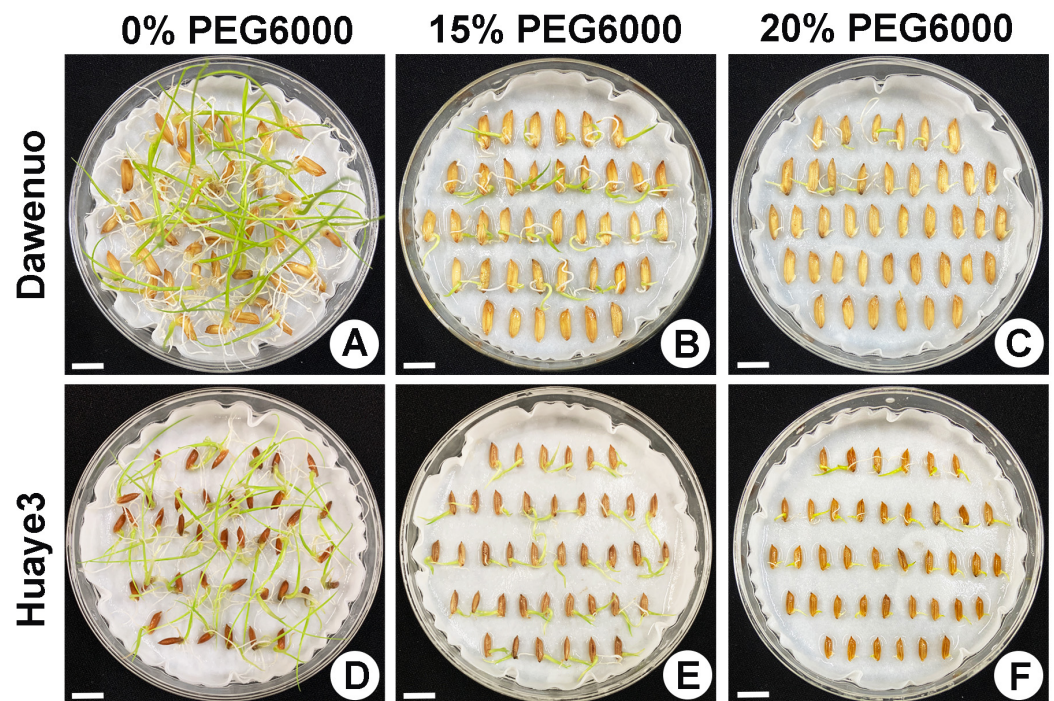 0% PEG6000 15% PEG6000 20% PEG6000
Dawenuo
A B C
Huaye3
D E F